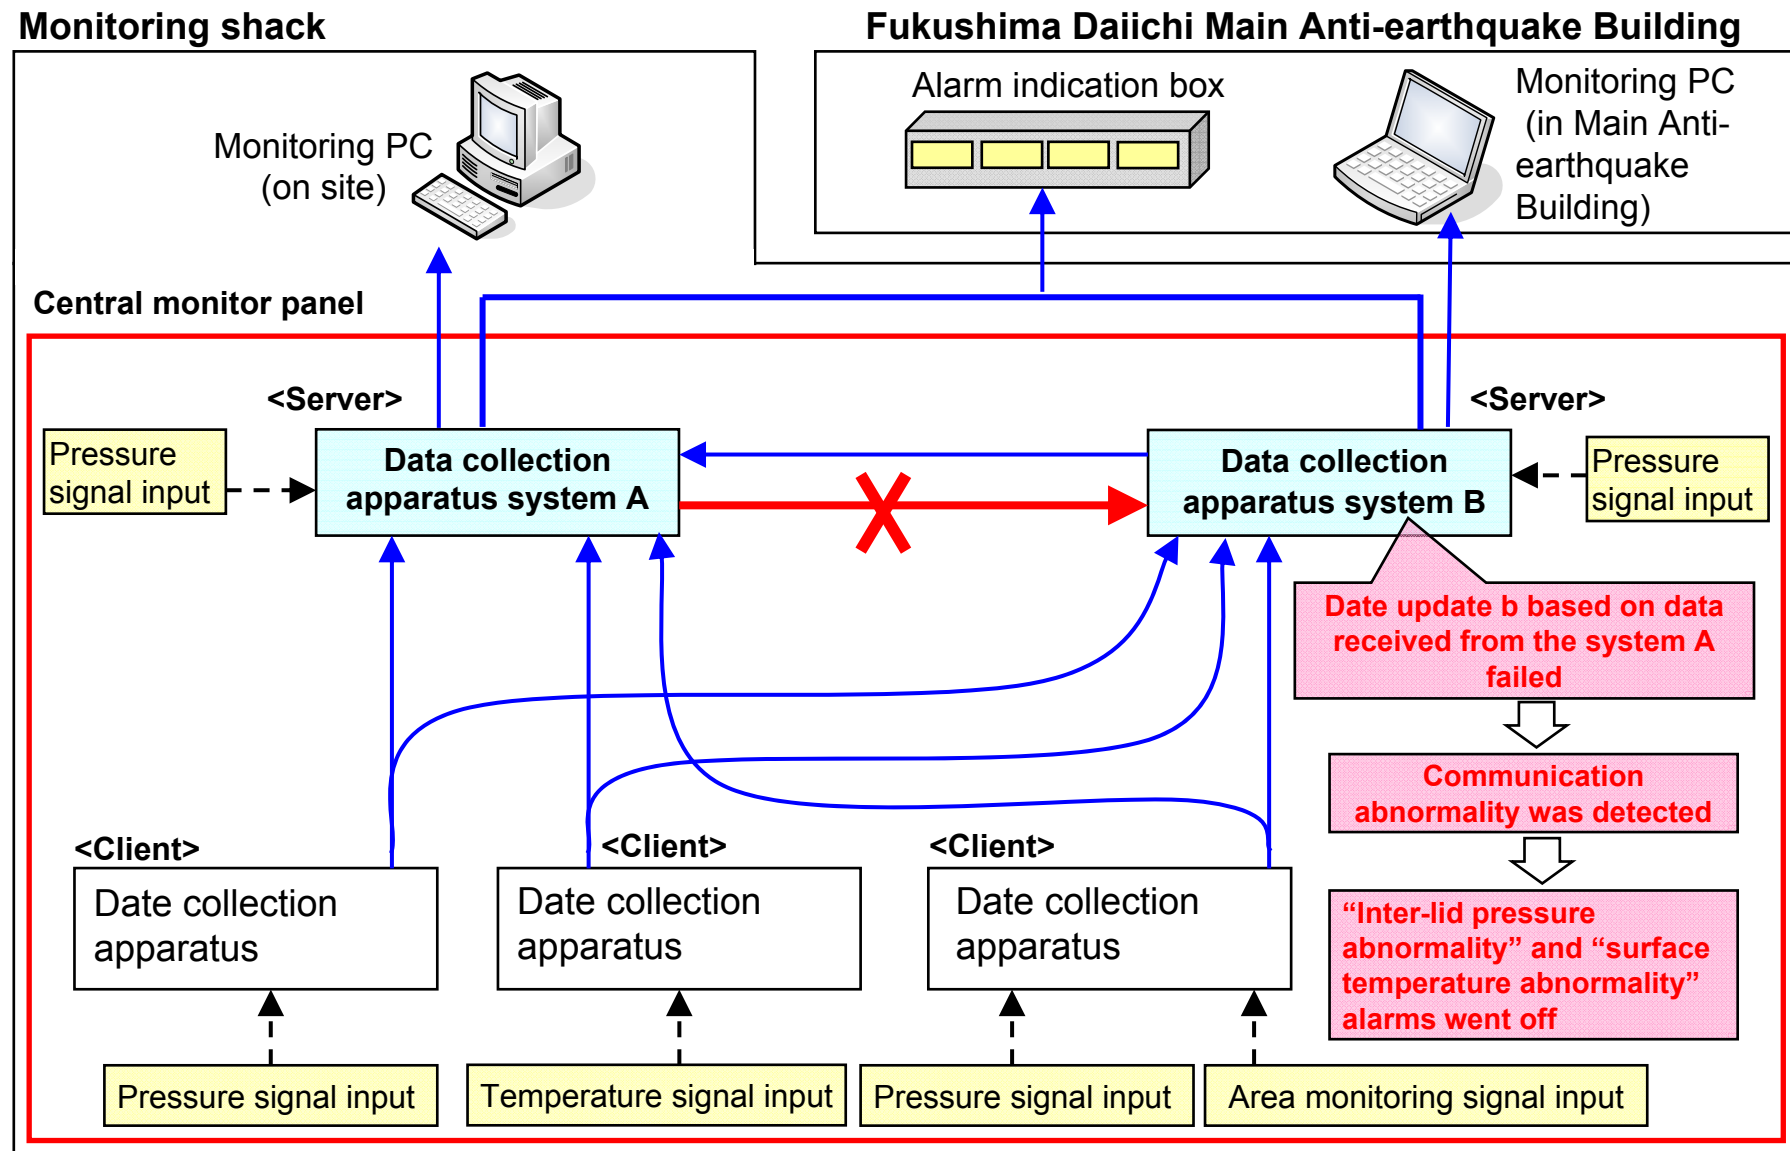 Monitoring shack
Fukushima Daiichi Main Anti-earthquake Building
Monitoring PC
(on site)
Alarm indication box
Monitoring PC
(in Main Anti-
earthquake
Building)
Central monitor panel
<Server>
<Server>
Pressure
signal input
Data collection
apparatus system A
Data collection
apparatus system B
Pressure
signal input
Date update b based on data
received from the system A
failed
Communication
abnormality was detected
“Inter-lid pressure
abnormality” and “surface
temperature abnormality”
alarms went off
<Client>
<Client>
<Client>
Date collection
apparatus
Date collection
apparatus
Date collection
apparatus
Pressure signal input
Temperature signal input
Pressure signal input
Area monitoring signal input